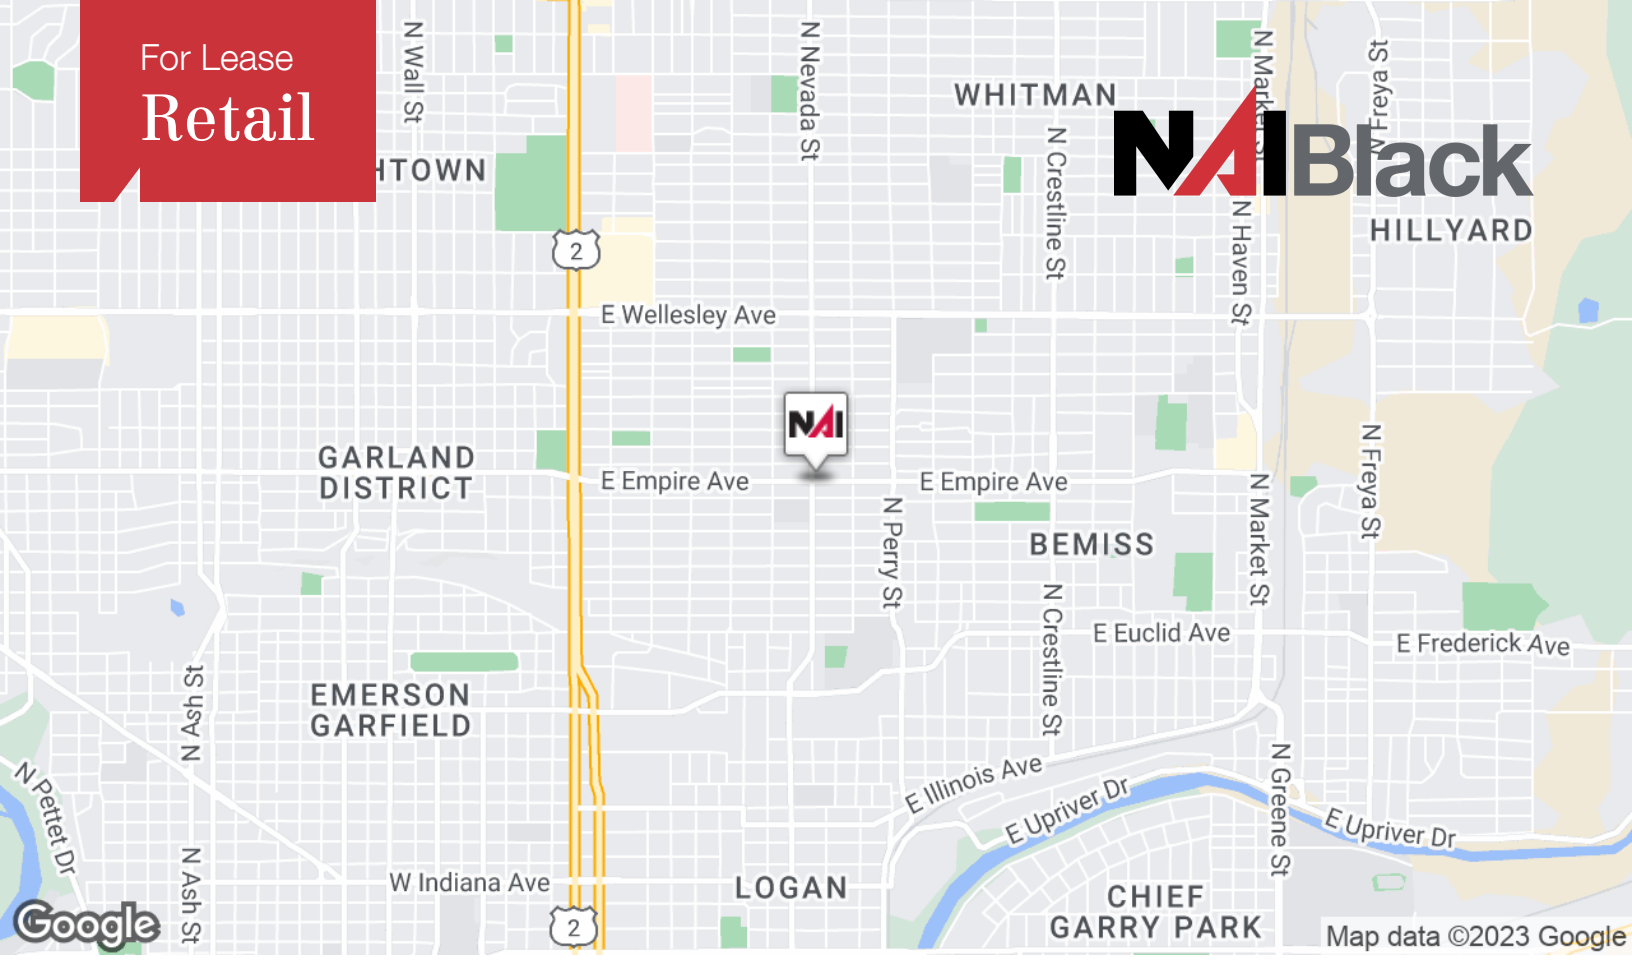 For Lease
Retail
N Wall St
N Nevada St
WHITMAN
N Market St
N Freya St
NAIBlack
HTOWN
N Crestline St
N Haven St
HILLYARD
2
E Wellesley Ave
NAI
GARLAND
DISTRICT
E Empire Ave
E Empire Ave
N Freya St
N Market St
N Perry St
BEMISS
N Crestline St
E Euclid Ave
E Frederick Ave
EMERSON
GARFIELD
N Ash St
N Pettet Dr
E Illinois Ave
E Upriver Dr
N Greene St
E Upriver Dr
N Ash St
W Indiana Ave
LOGAN
CHIEF
GARRY PARK
2
Google
Map data ©2023 Google